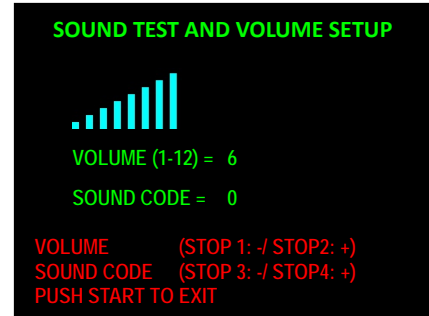 SOUND TEST AND VOLUME SETUP
VOLUME (1-12) = 6
SOUND CODE = 0
VOLUME (STOP 1: -/ STOP2: +)
SOUND CODE (STOP 3: -/ STOP4: +)
PUSH START TO EXIT